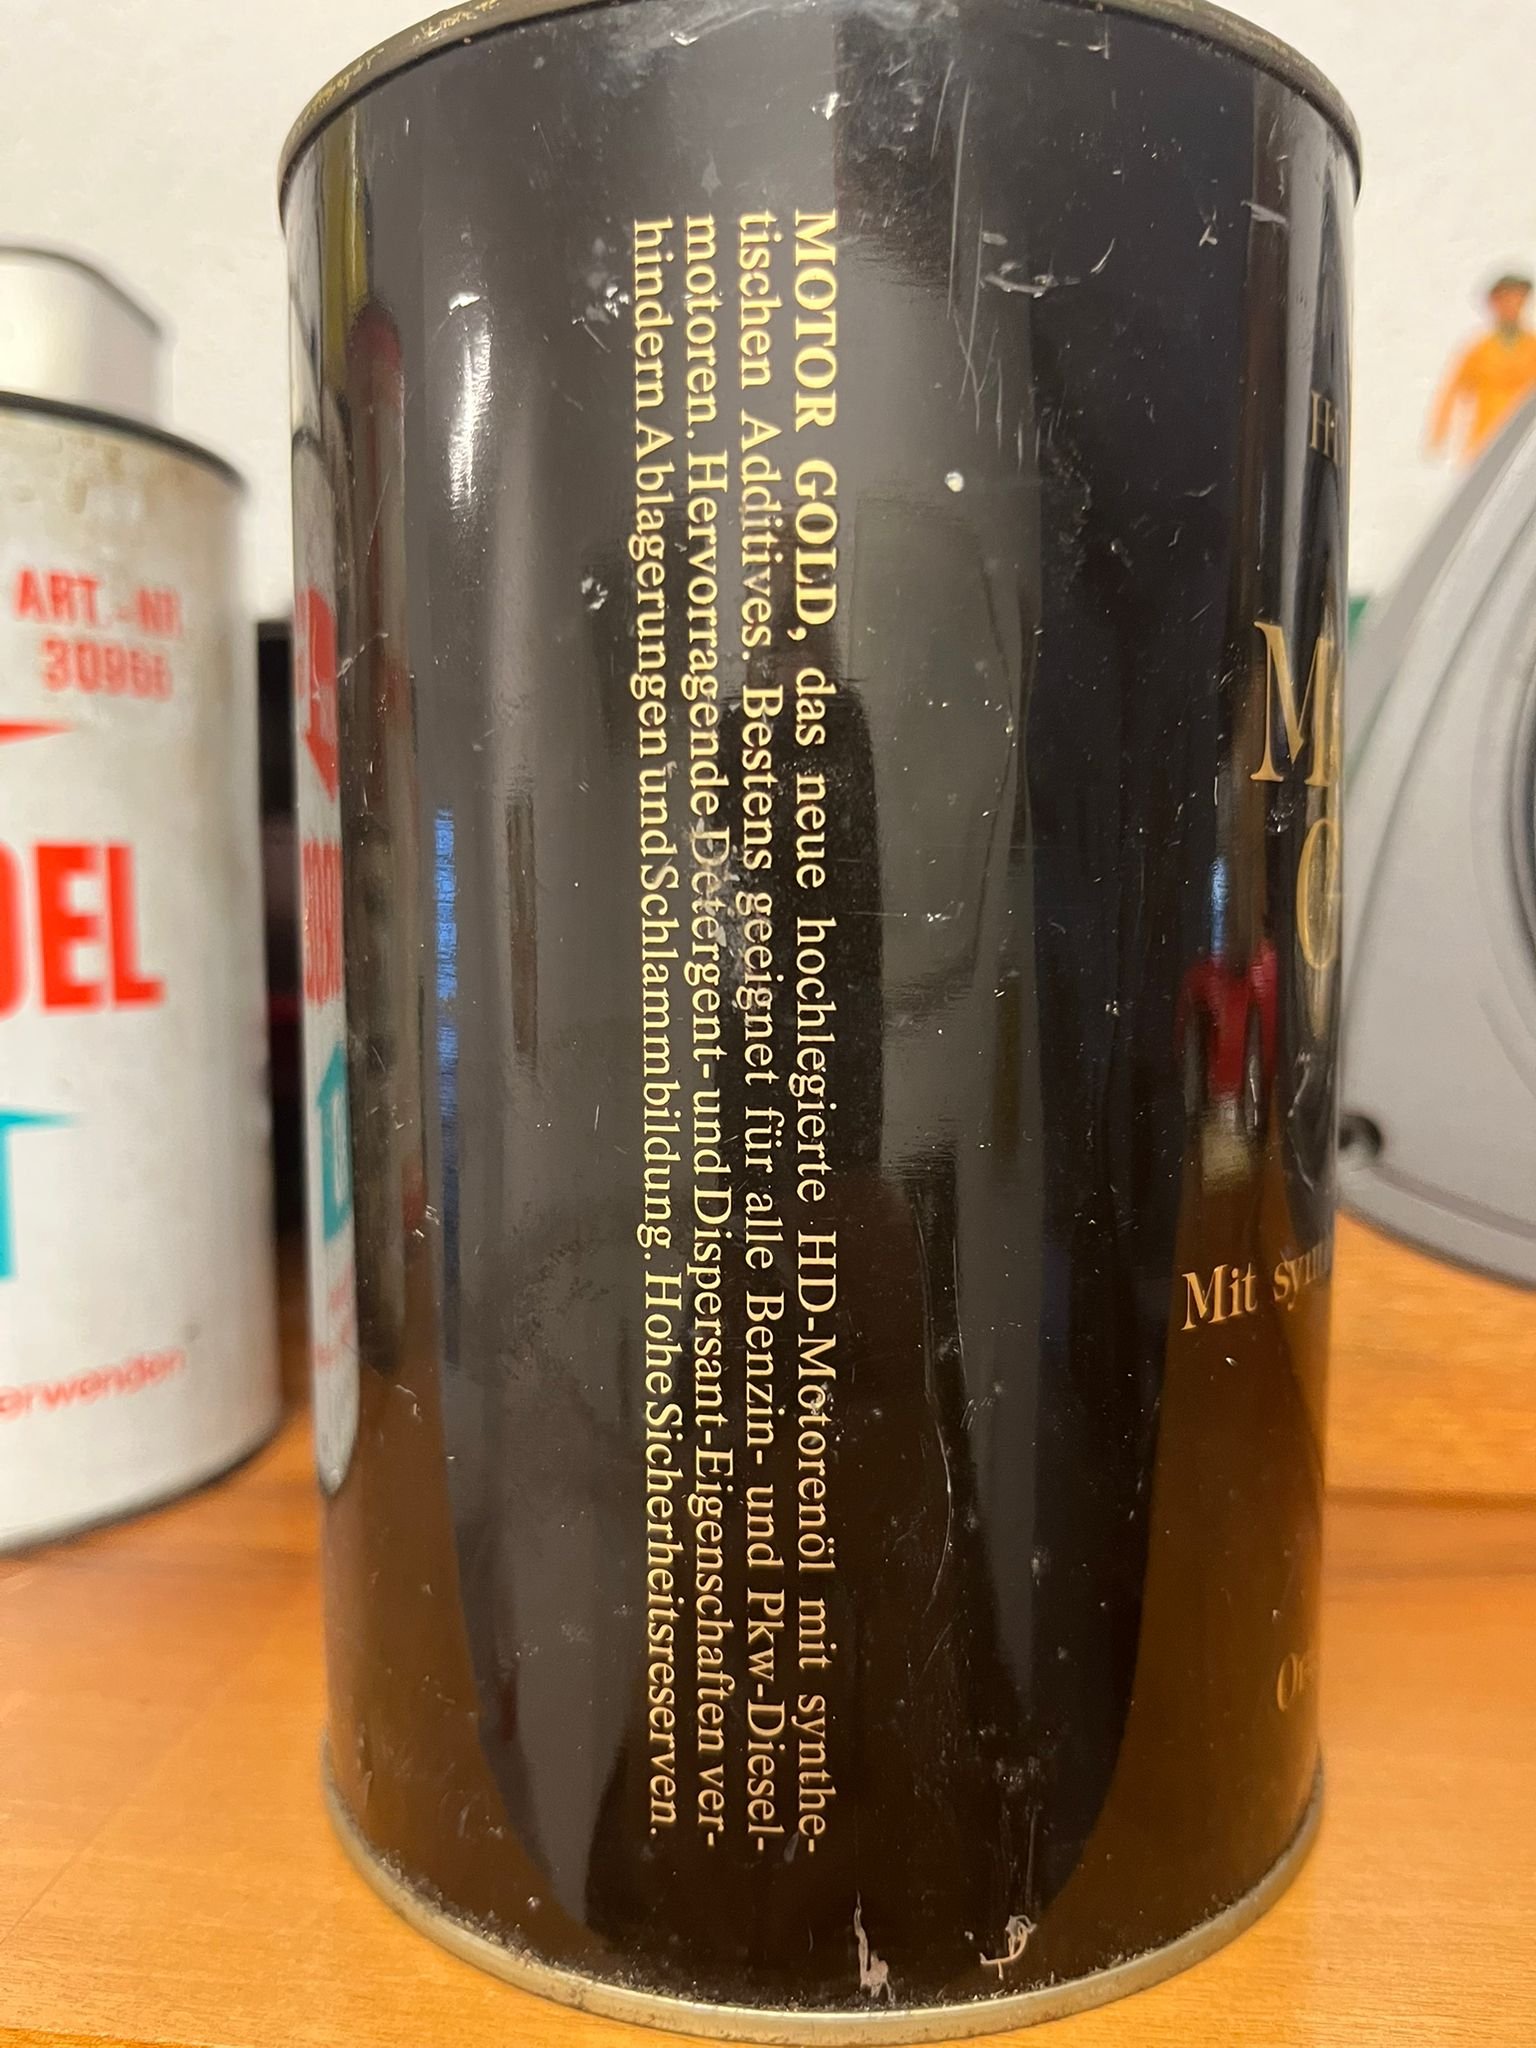 MOTOR GOLD, das neue hochlegierte HD-Motorenöl mit synthe-
tischen Additives. Bestens geeignet für alle Benzin- und Pkw-Diesel-
motoren. Hervorragende Detergent- und Dispersant-Eigenschaften ver-
hindern Ablagerungen und Schlammbildung. Hohe Sicherheitsreserven.
Mit
ART.-NR.
30966